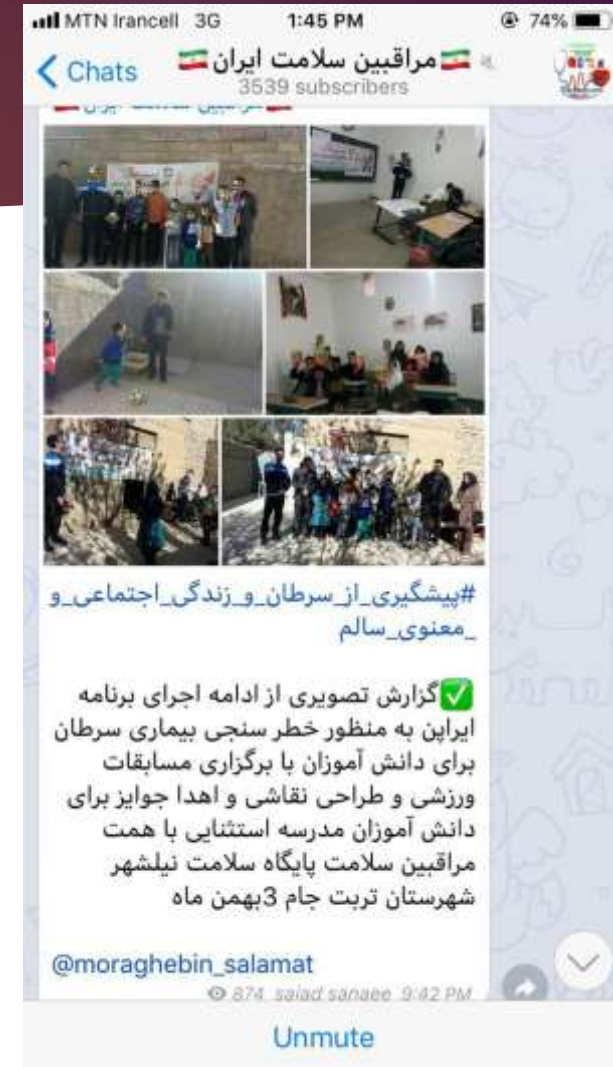 MTN Irancell 3G 1:45 PM 74%
Chats
مراقبین سلامت ایران
3539 subscribers
#پیشگیری_از_سرطان_و_زندگی_اجتماعی_و
_معنوی_سالم
✅گزارش تصویری از ادامه اجرای برنامه
ایراپن به منظور خطر سنجی بیماری سرطان
برای دانش آموزان با برگزاری مسابقات
ورزشی و طراحی نقاشی و اهدا جوایز برای
دانش آموزان مدرسه استثنایی با همت
مراقبین سلامت پایگاه سلامت نیلشهر
شهرستان تربت جام 3بهمن ماه
@moraghebin_salamat
874 sajad sanaee 9:42 PM
Unmute